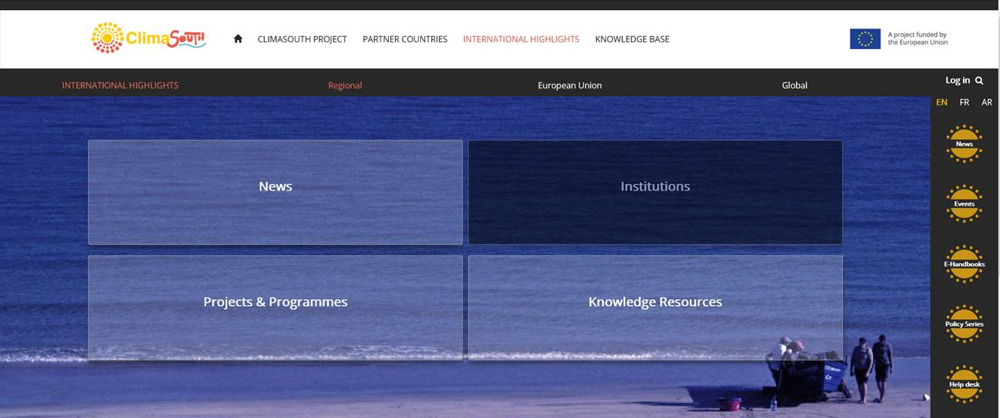 ClimaSouth
CLIMASOUTH PROJECT
PARTNER COUNTRIES
INTERNATIONAL HIGHLIGHTS
KNOWLEDGE BASE
A project funded by
the European Union
INTERNATIONAL HIGHLIGHTS
Regional
European Union
Global
Log in
EN FR AR
News
Institutions
Projects & Programmes
Knowledge Resources
News
Events
E-Handbooks
Policy Series
Help desk